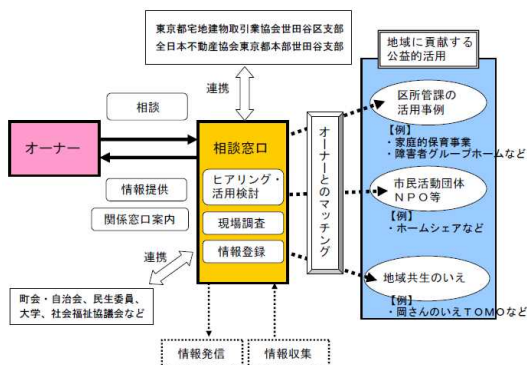 東京都宅地建物取引業協会世田谷区支部
全日本不動産協会東京都本部世田谷支部
地域に貢献する
公益的活用
連携
相談
オーナー
相談窓口
ヒアリング・
活用検討
現場調査
情報登録
情報提供
関係窓口案内
連携
町会・自治会、民生委員、
大学、社会福祉協議会など
オーナーとのマッチング
区所管課の
活用事例
【例】
・家庭的保育事業
・障害者グループホームなど
市民活動団体
NPO等
【例】
・ホームシェアなど
地域共生のいえ
【例】
・岡さんのいえTOMOなど
情報発信
情報収集